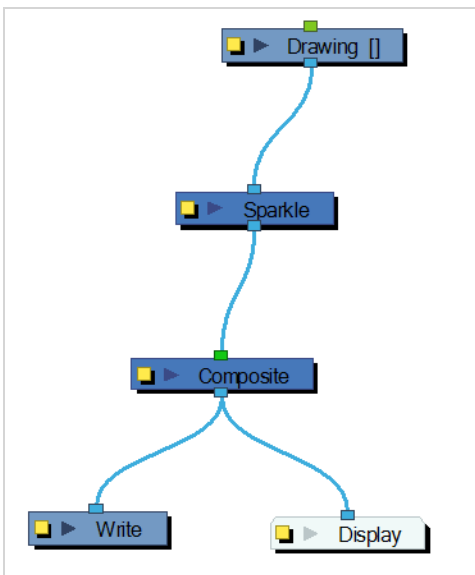 Drawing []
Sparkle
Composite
Write
Display